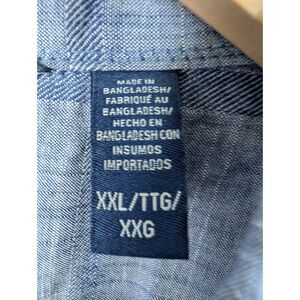 MADE IN
BANGLADESH/
FABRIQUÉ AU
BANGLADESH/
HECHO EN
BANGLADESH CON
INSUMOS
IMPORTADOS
XXL/TTG/
XXG